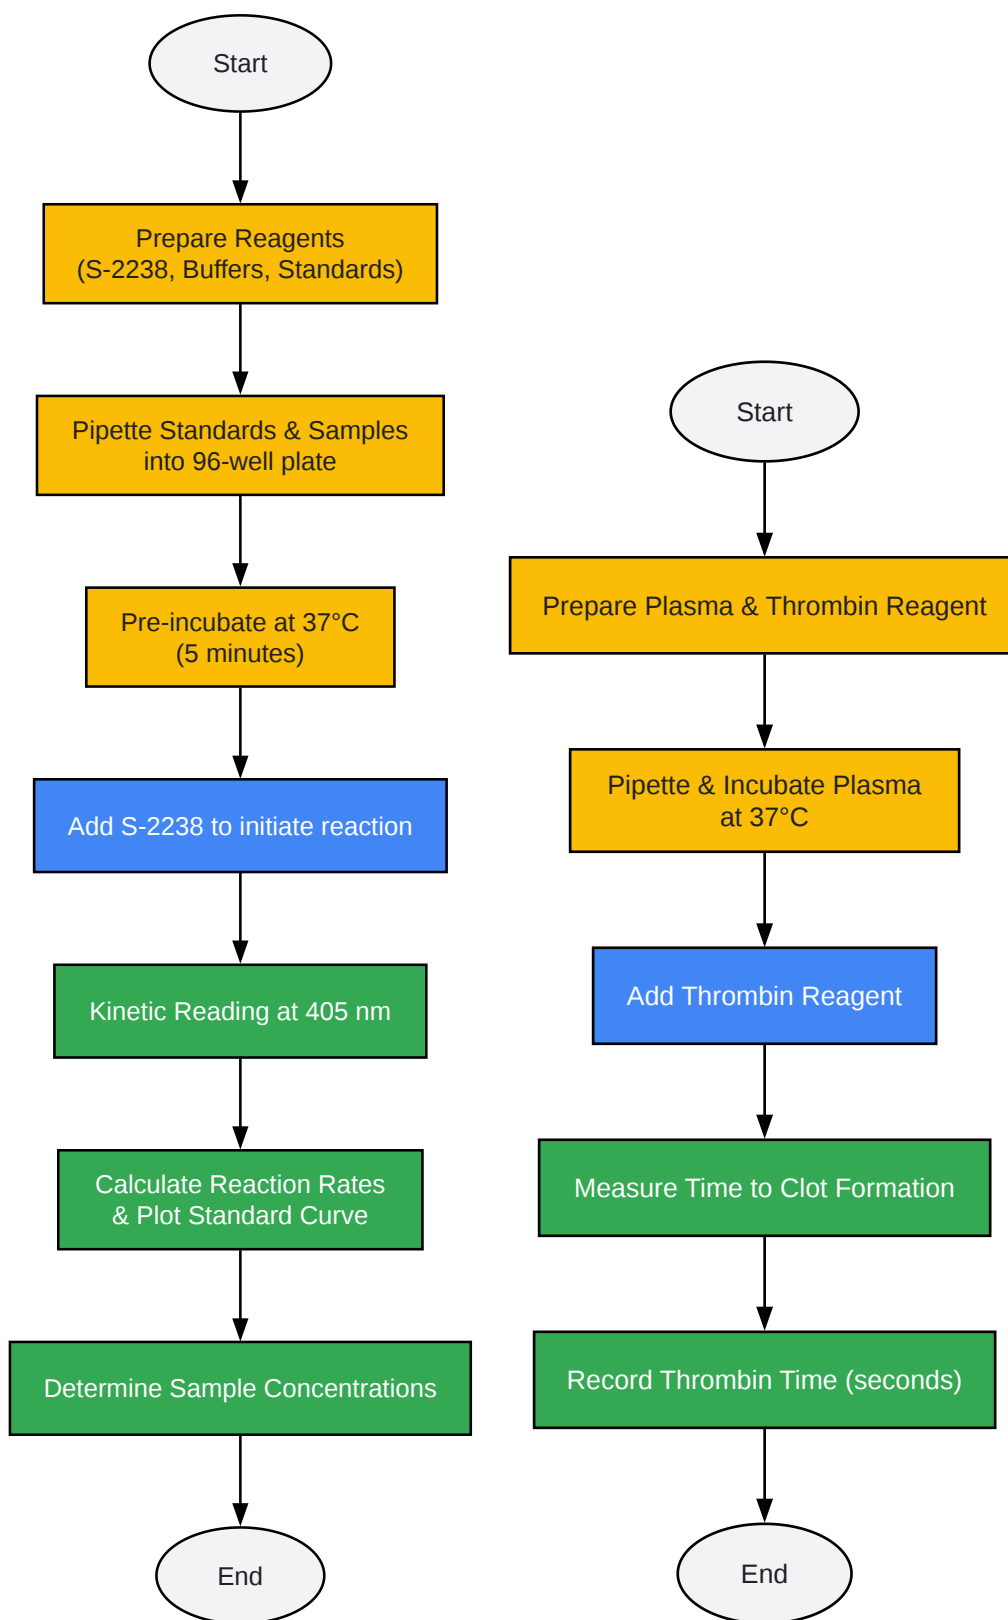 Start
Prepare Reagents
(S-2238, Buffers, Standards)
Pipette Standards & Samples
into 96-well plate
Pre-incubate at 37°C
(5 minutes)
Add S-2238 to initiate reaction
Kinetic Reading at 405 nm
Calculate Reaction Rates
& Plot Standard Curve
Determine Sample Concentrations
End
Start
Prepare Plasma & Thrombin Reagent
Pipette & Incubate Plasma
at 37°C
Add Thrombin Reagent
Measure Time to Clot Formation
Record Thrombin Time (seconds)
End